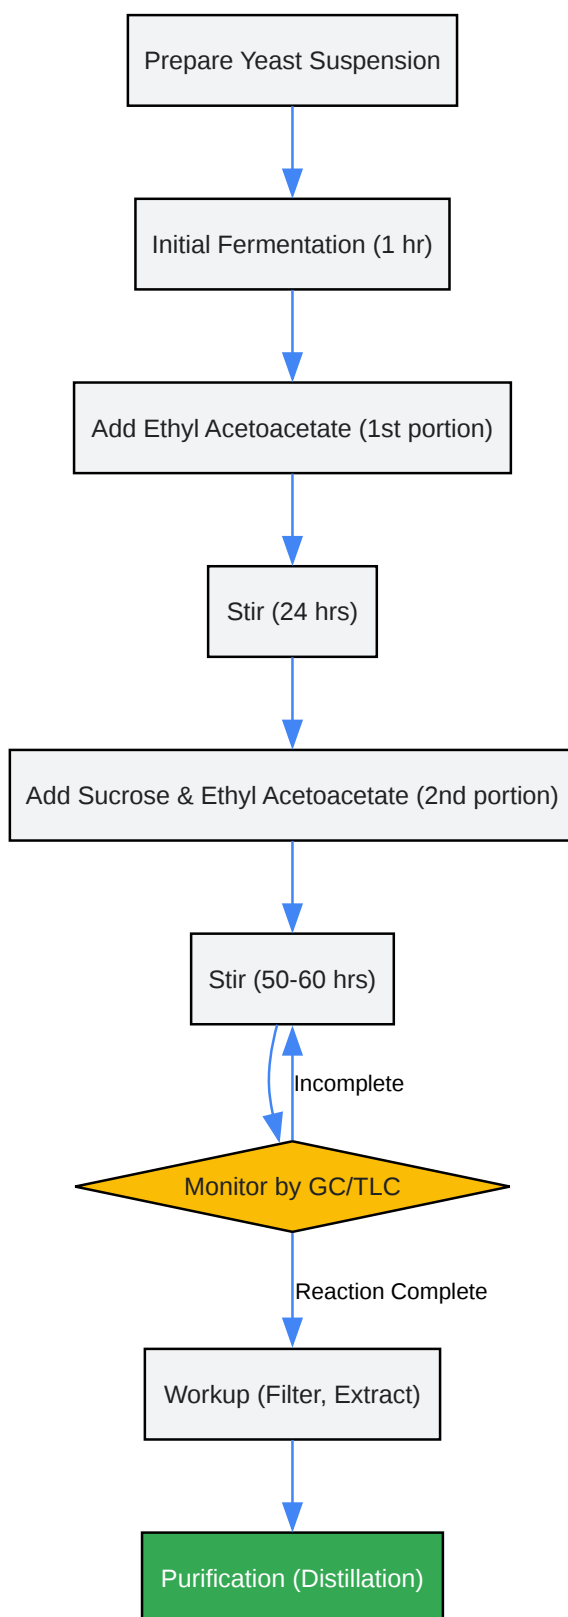 Prepare Yeast Suspension
Initial Fermentation (1 hr)
Add Ethyl Acetoacetate (1st portion)
Stir (24 hrs)
Add Sucrose & Ethyl Acetoacetate (2nd portion)
Stir (50-60 hrs)
Incomplete
Monitor by GC/TLC
Reaction Complete
Workup (Filter, Extract)
Purification (Distillation)